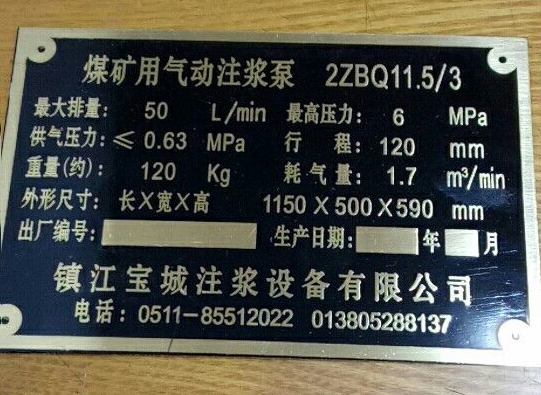 煤矿用气动注浆泵 2ZBQ11.5/3
最大排量: 50 L/min 最高压力: 6 MPa
供气压力: ≤ 0.63 MPa 行 程: 120 mm
重量(约): 120 Kg 耗气量: 1.7 m³/min
外形尺寸: 长X宽X高 1150 X 500 X 590 mm
出厂编号: 生产日期: 年 月
镇江宝城注浆设备有限公司
电话: 0511-85512022 013805288137